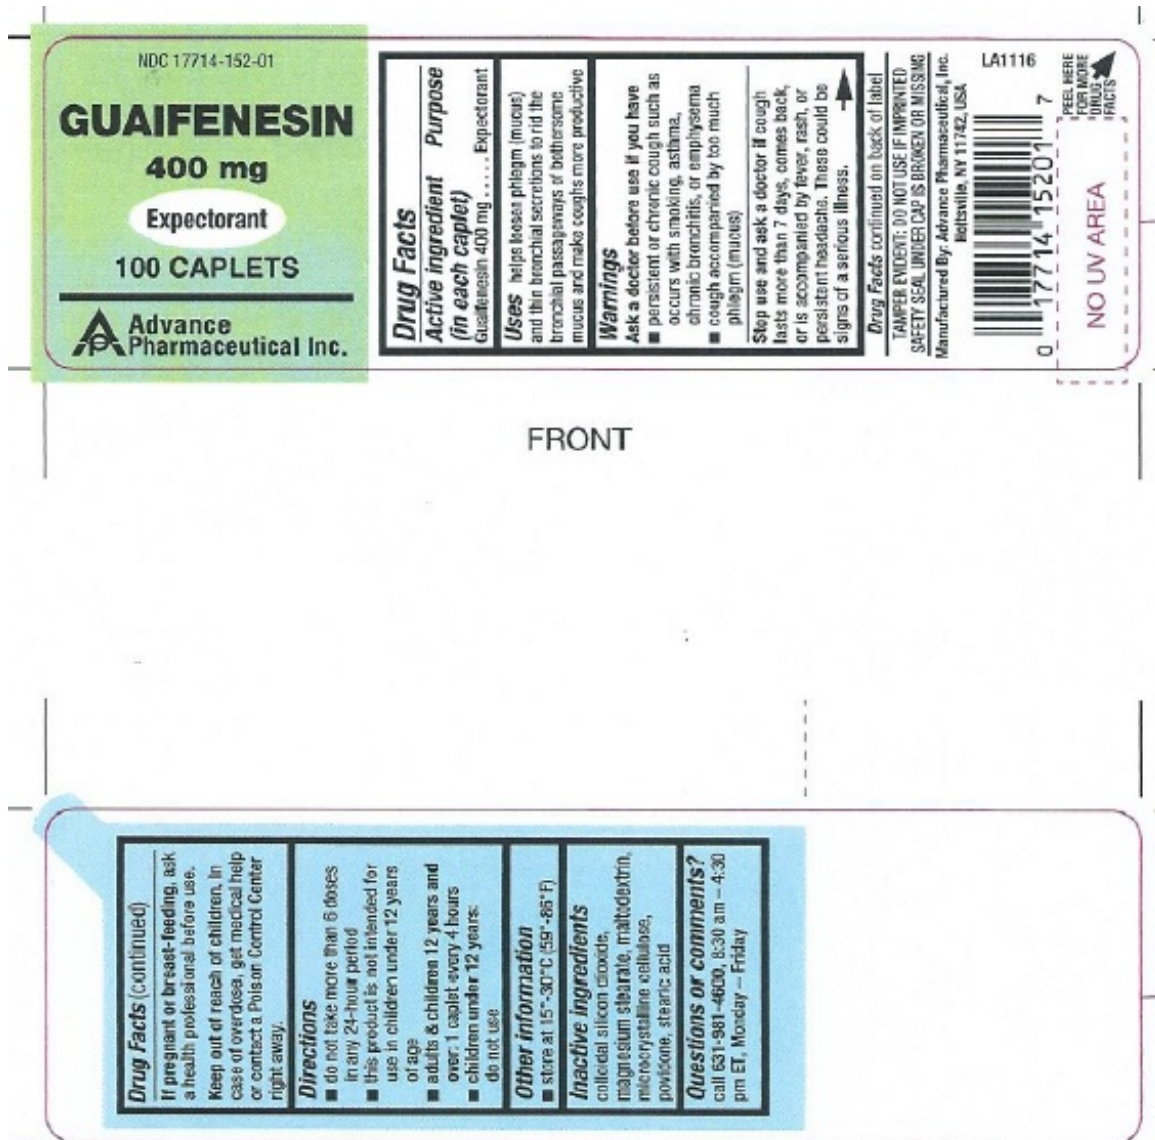 NDC 17714-152-01
GUAIFENESIN
400 mg
Expectorant
100 CAPLETS
Advance
Pharmaceutical Inc.
Drug Facts
Active ingredient Purpose
(in each caplet)
Guaifenesin 400 mg ...... Expectorant
Uses helps loosen phlegm (mucus)
and thin bronchial secretions to rid the
bronchial passageways of bothersome
mucus and make coughs more productive
Warnings
Ask a doctor before use if you have
■ persistent or chronic cough such as
occurs with smoking, asthma,
chronic bronchitis, or emphysema
■ cough accompanied by too much
phlegm (mucus)
Stop use and ask a doctor if cough
lasts more than 7 days, comes back,
or is accompanied by fever, rash, or
persistent headache. These could be
signs of a serious illness.
Drug Facts continued on back of label
TAMPER EVIDENT: DO NOT USE IF IMPRINTED
SAFETY SEAL UNDER CAP IS BROKEN OR MISSING
Manufactured By: Advance Pharmaceutical, Inc.
Holtsville, NY 11742, USA
LA1116
0 17714 15201 7
PEEL HERE
FOR MORE
DRUG
FACTS
NO UV AREA
FRONT
Drug Facts (continued)
If pregnant or breast-feeding, ask
a health professional before use.
Keep out of reach of children. In
case of overdose, get medical help
or contact a Poison Control Center
right away.
Directions
■ do not take more than 6 doses
in any 24-hour period
■ this product is not intended for
use in children under 12 years
of age
■ adults & children 12 years and
over: 1 caplet every 4 hours
■ children under 12 years:
do not use
Other information
■ store at 15°-30°C (59°-86°F)
Inactive ingredients
colloidal silicon dioxide,
magnesium stearate, maltodextrin,
microcrystalline cellulose,
povidone, stearic acid
Questions or comments?
call 631-981-4600, 8:30 am – 4:30
pm ET, Monday – Friday